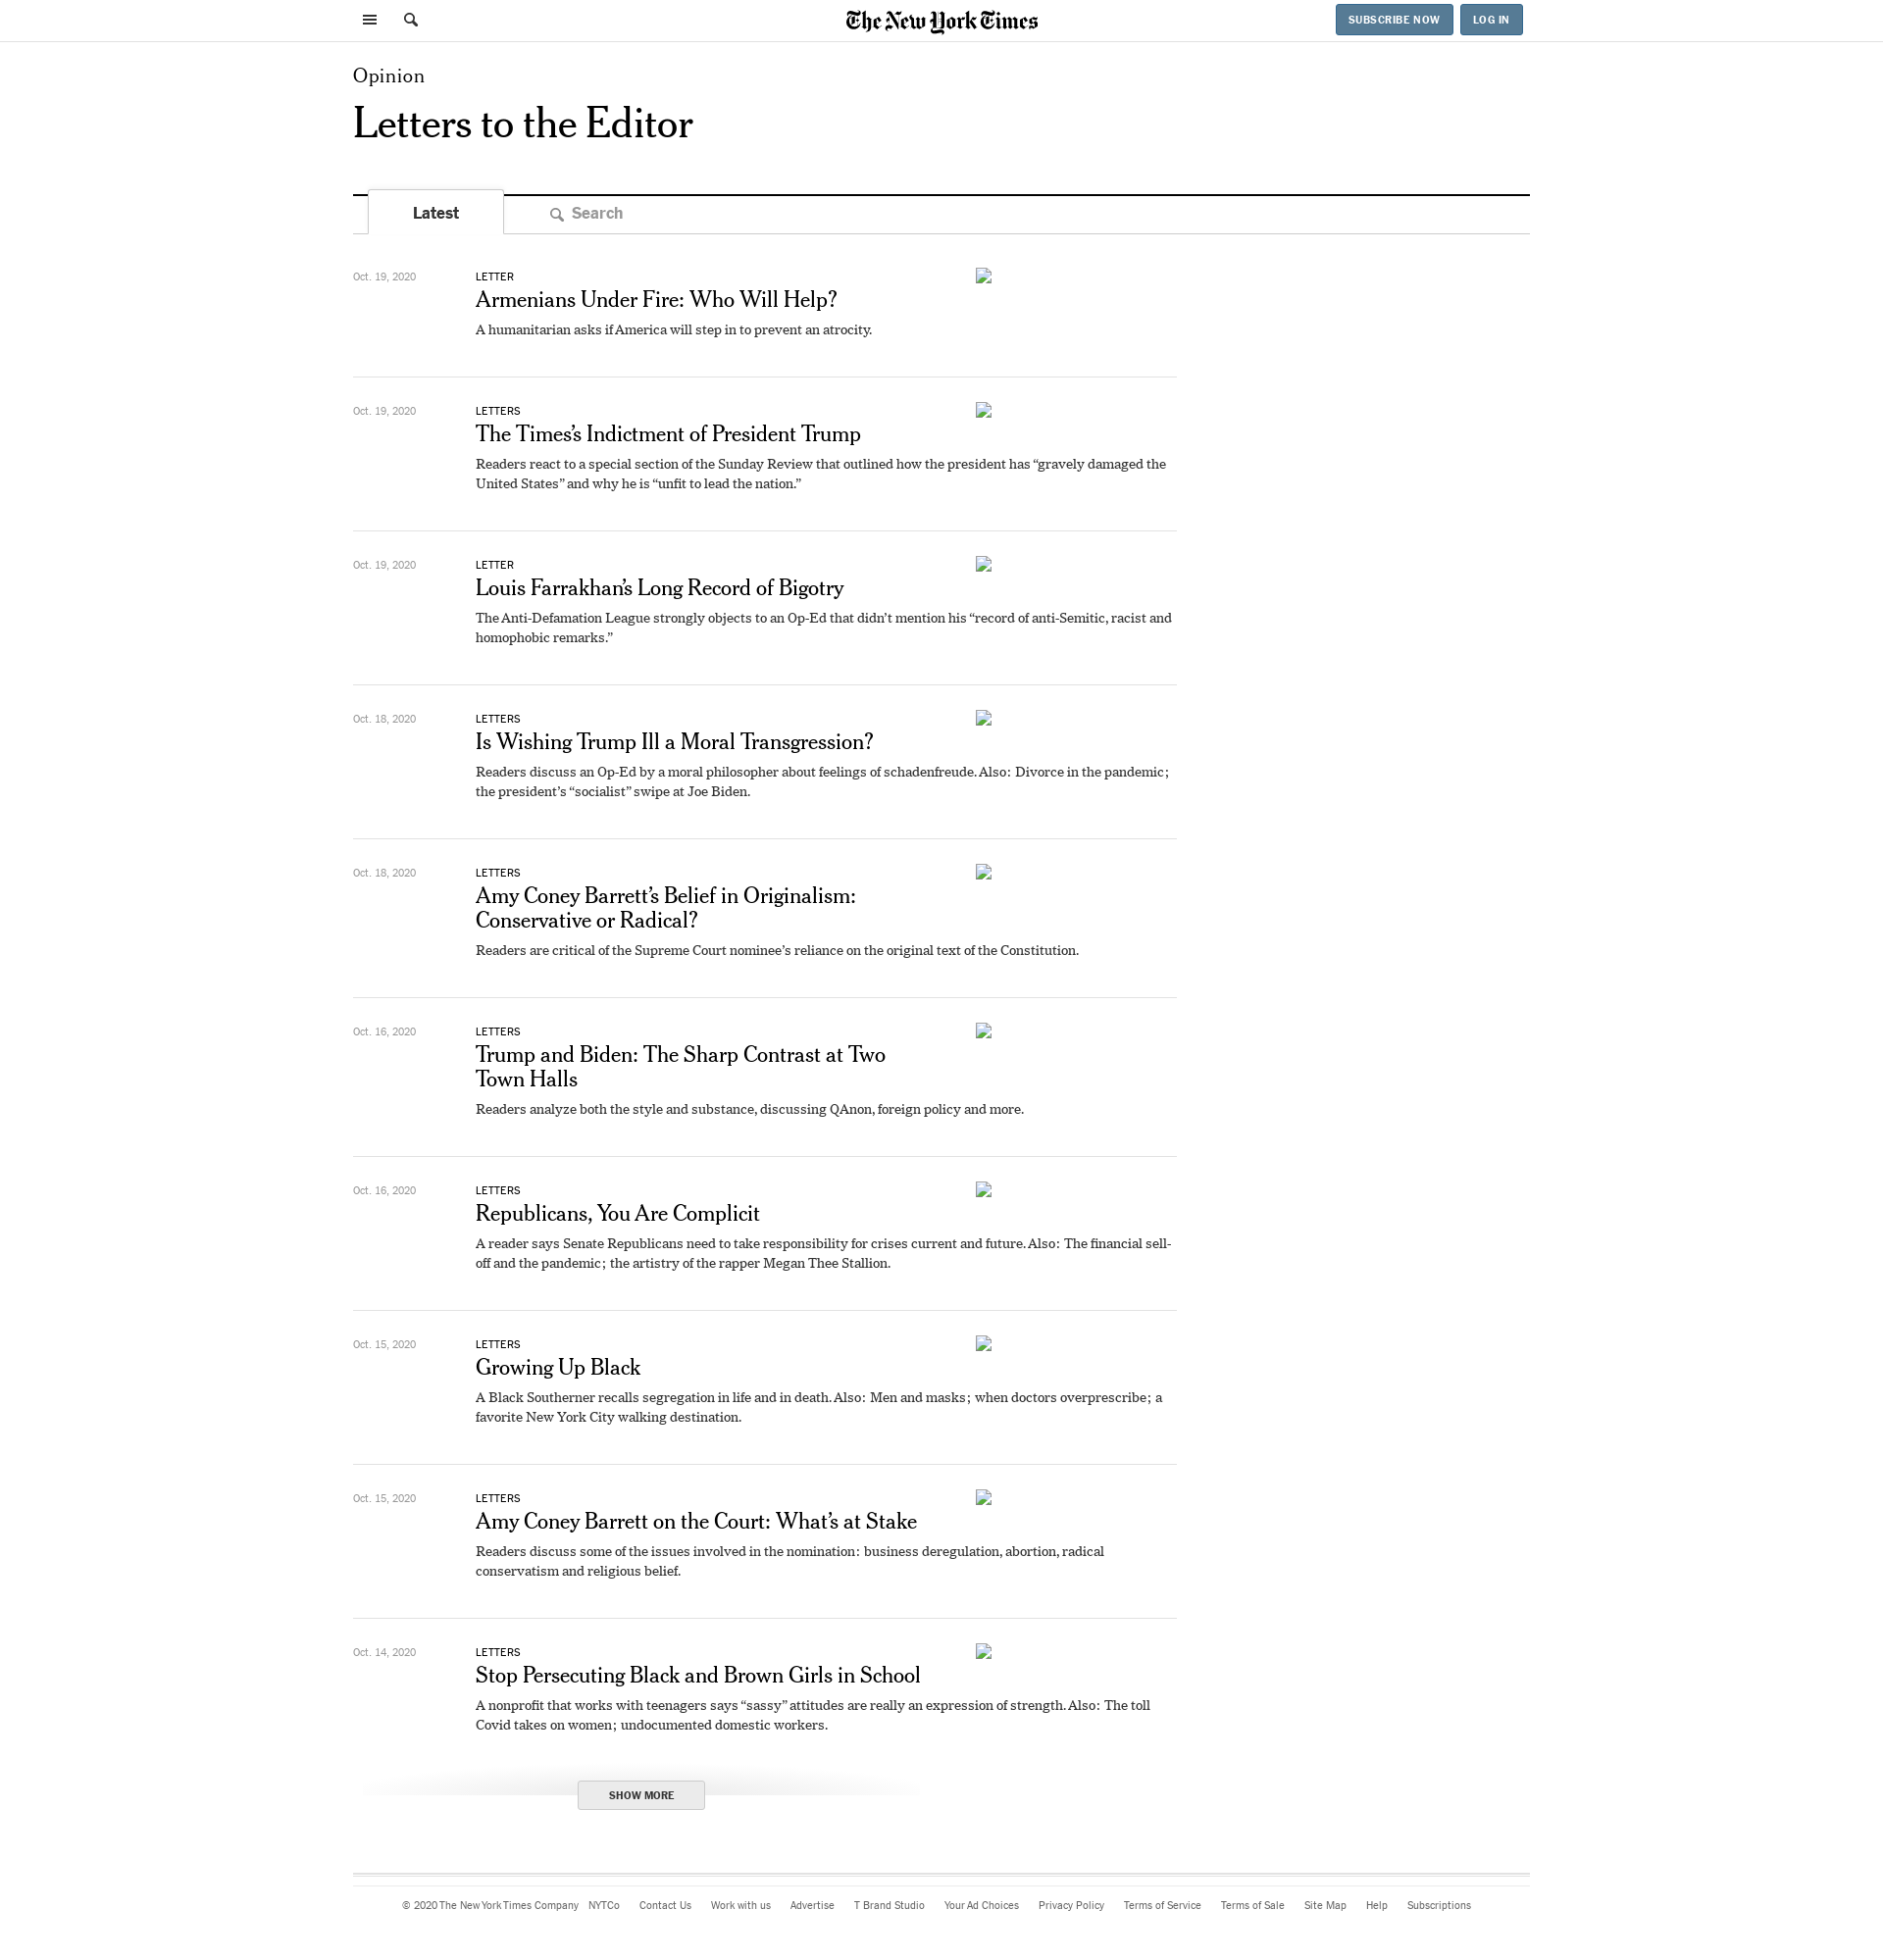 The New York Times
SUBSCRIBE NOW
LOG IN
Opinion
Letters to the Editor
Latest
Search
Oct. 19, 2020
LETTER
Armenians Under Fire: Who Will Help?
A humanitarian asks if America will step in to prevent an atrocity.
Oct. 19, 2020
LETTERS
The Times’s Indictment of President Trump
Readers react to a special section of the Sunday Review that outlined how the president has “gravely damaged the
United States” and why he is “unfit to lead the nation.”
Oct. 19, 2020
LETTER
Louis Farrakhan’s Long Record of Bigotry
The Anti-Defamation League strongly objects to an Op-Ed that didn’t mention his “record of anti-Semitic, racist and
homophobic remarks.”
Oct. 18, 2020
LETTERS
Is Wishing Trump Ill a Moral Transgression?
Readers discuss an Op-Ed by a moral philosopher about feelings of schadenfreude. Also: Divorce in the pandemic;
the president’s “socialist” swipe at Joe Biden.
Oct. 18, 2020
LETTERS
Amy Coney Barrett’s Belief in Originalism:
Conservative or Radical?
Readers are critical of the Supreme Court nominee’s reliance on the original text of the Constitution.
Oct. 16, 2020
LETTERS
Trump and Biden: The Sharp Contrast at Two
Town Halls
Readers analyze both the style and substance, discussing QAnon, foreign policy and more.
Oct. 16, 2020
LETTERS
Republicans, You Are Complicit
A reader says Senate Republicans need to take responsibility for crises current and future. Also: The financial sell-
off and the pandemic; the artistry of the rapper Megan Thee Stallion.
Oct. 15, 2020
LETTERS
Growing Up Black
A Black Southerner recalls segregation in life and in death. Also: Men and masks; when doctors overprescribe; a
favorite New York City walking destination.
Oct. 15, 2020
LETTERS
Amy Coney Barrett on the Court: What’s at Stake
Readers discuss some of the issues involved in the nomination: business deregulation, abortion, radical
conservatism and religious belief.
Oct. 14, 2020
LETTERS
Stop Persecuting Black and Brown Girls in School
A nonprofit that works with teenagers says “sassy” attitudes are really an expression of strength. Also: The toll
Covid takes on women; undocumented domestic workers.
SHOW MORE
© 2020 The New York Times Company NYTCo Contact Us Work with us Advertise T Brand Studio Your Ad Choices Privacy Policy Terms of Service Terms of Sale Site Map Help Subscriptions